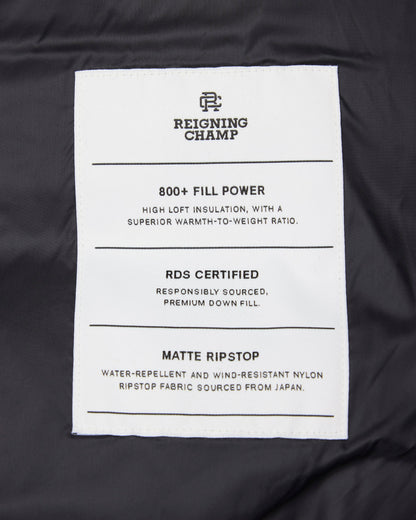 RC
REIGNING
CHAMP
800+ FILL POWER
HIGH LOFT INSULATION, WITH A
SUPERIOR WARMTH-TO-WEIGHT RATIO.
RDS CERTIFIED
RESPONSIBLY SOURCED,
PREMIUM DOWN FILL.
MATTE RIPSTOP
WATER-REPELLENT AND WIND-RESISTANT NYLON
RIPSTOP FABRIC SOURCED FROM JAPAN.